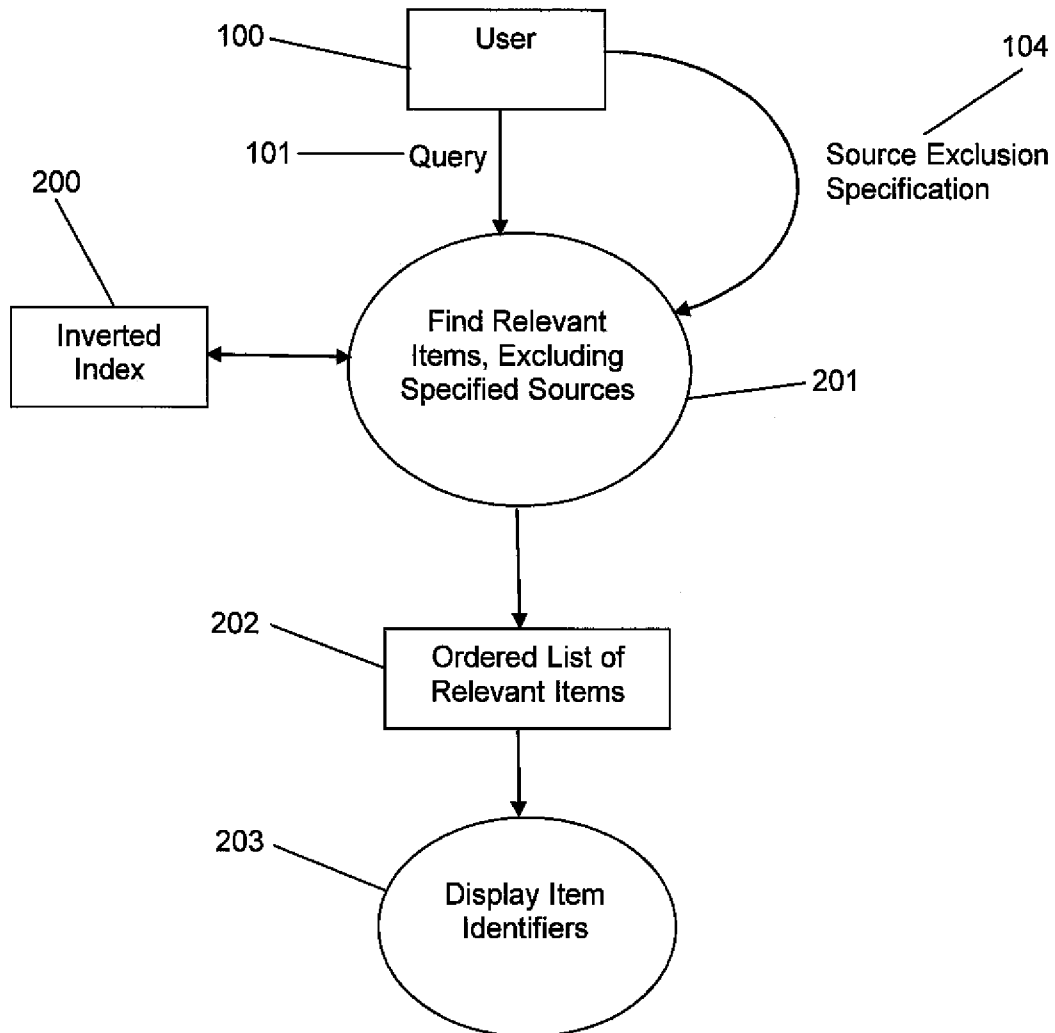 100
User
104
101
Query
Source Exclusion
Specification
200
Inverted
Index
Find Relevant
Items, Excluding
Specified Sources
201
202
Ordered List of
Relevant Items
203
Display Item
Identifiers